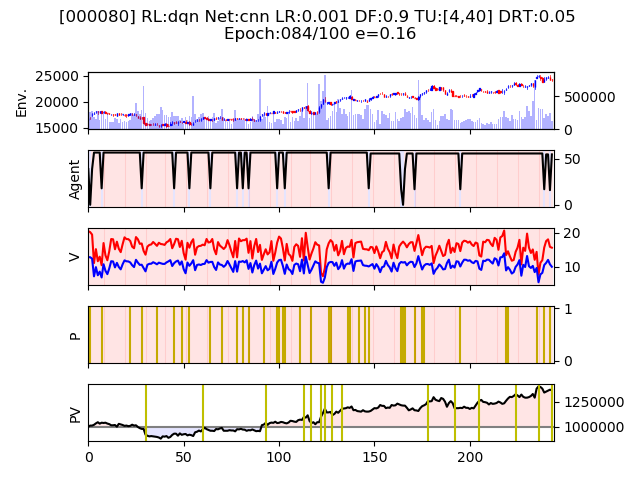 [000080] RL:dqn Net:cnn LR:0.001 DF:0.9 TU:[4,40] DRT:0.05
Epoch:084/100 e=0.16
Env.
25000
20000
15000
500000
0
Agent
50
0
V
20
10
P
1
0
PV
1250000
1000000
0
50
100
150
200